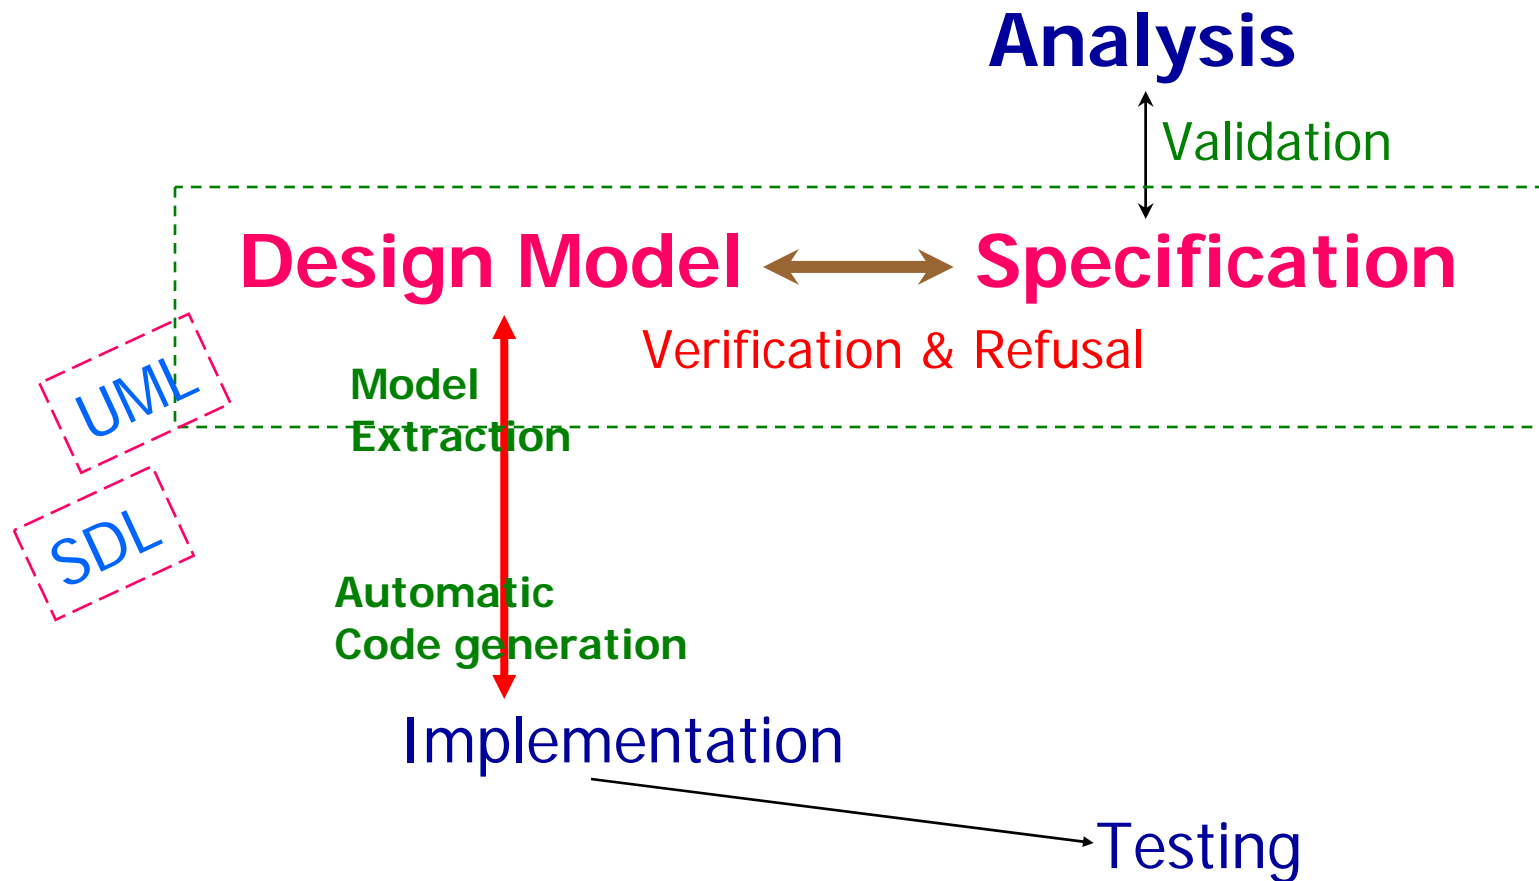 Analysis
Validation
Design Model
Specification
Verification & Refusal
UML
Model
Extraction
SDL
Automatic
Code generation
Implementation
Testing